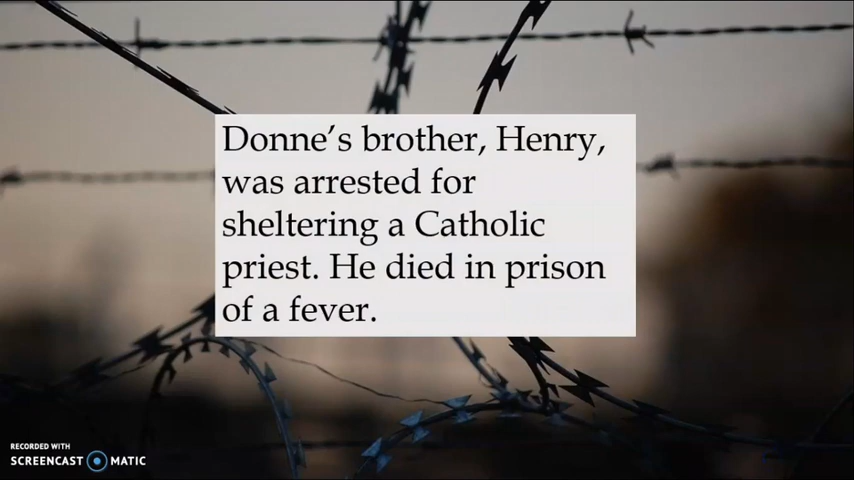 Donne's brother, Henry,
was arrested for
sheltering a Catholic
priest. He died in prison
of a fever.
RECORDED WITH
SCREENCAST MATIC